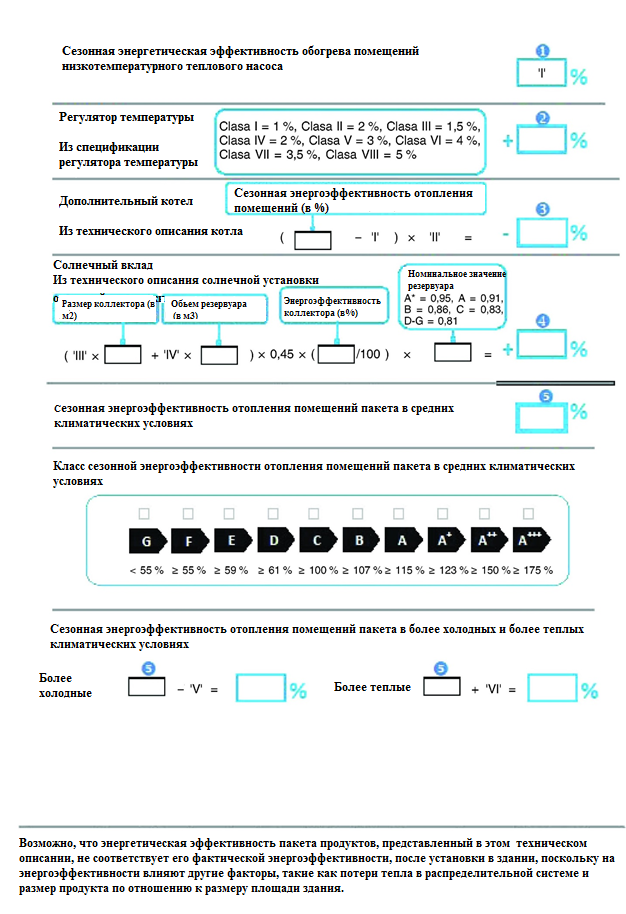 Сезонная энергетическая эффективность обогрева помещений
низкотемпературного теплового насоса
1
'I'
%
Регулятор температуры
Из спецификации
регулятора температуры
Clasa I = 1 %, Clasa II = 2 %, Clasa III = 1,5 %,
Clasa IV = 2 %, Clasa V = 3 %, Clasa VI = 4 %,
Clasa VII = 3,5 %, Clasa VIII = 5 %
2
+ %
Дополнительный котел
Из технического описания котла
Сезонная энергоэффективность отопления
помещений (в %)
( − 'I' ) × 'II' =
3
- %
Солнечный вклад
Из технического описания солнечной установки
Размер коллектора (в
м2)
Объем резервуара
(в м3)
Энергоэффективность
коллектора (в%)
Номинальное значение
резервуара
A* = 0,95, A = 0,91,
B = 0,86, C = 0,83,
D-G = 0,81
( 'III' × + 'IV' × ) × 0,45 × ( /100 ) × =
4
+ %
Сезонная энергоэффективность отопления помещений пакета в средних
климатических условиях
5
%
Класс сезонной энергоэффективности отопления помещений пакета в средних климатических
условиях
G F E D C B A A+ A++ A+++
< 55 % ≥ 55 % ≥ 59 % ≥ 61 % ≥ 100 % ≥ 107 % ≥ 115 % ≥ 123 % ≥ 150 % ≥ 175 %
Сезонная энергоэффективность отопления помещений пакета в более холодных и более теплых
климатических условиях
Более
холодные
5
− 'V' = %
Более теплые
5
+ 'VI' = %
Возможно, что энергетическая эффективность пакета продуктов, представленный в этом техническом
описании, не соответствует его фактической энергоэффективности, после установки в здании, поскольку на
энергоэффективности влияют другие факторы, такие как потери тепла в распределительной системе и
размер продукта по отношению к размеру площади здания.